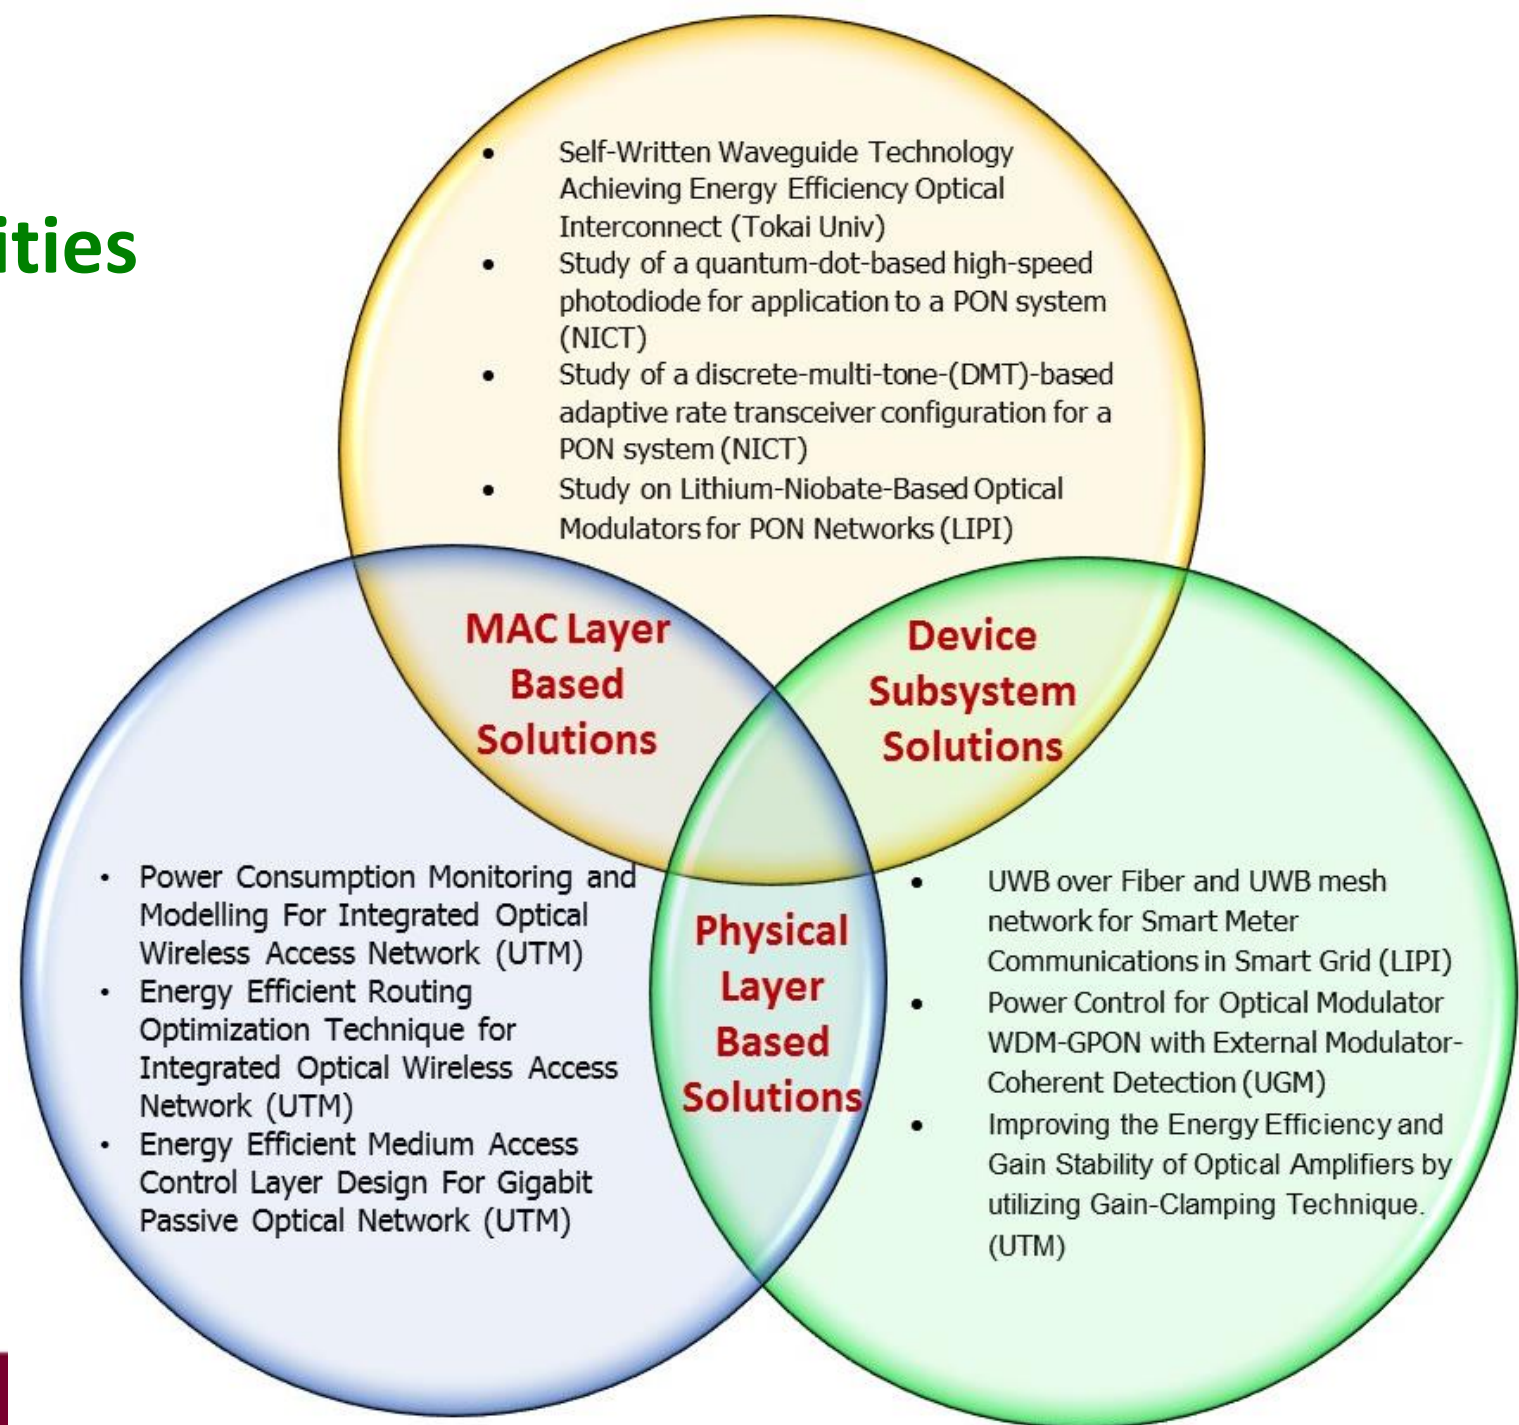 ities
• Self-Written Waveguide Technology
Achieving Energy Efficiency Optical
Interconnect (Tokai Univ)
• Study of a quantum-dot-based high-speed
photodiode for application to a PON system
(NICT)
• Study of a discrete-multi-tone-(DMT)-based
adaptive rate transceiver configuration for a
PON system (NICT)
• Study on Lithium-Niobate-Based Optical
Modulators for PON Networks (LIPI)
MAC Layer
Based
Solutions
Device
Subsystem
Solutions
• Power Consumption Monitoring and
Modelling For Integrated Optical
Wireless Access Network (UTM)
• Energy Efficient Routing
Optimization Technique for
Integrated Optical Wireless Access
Network (UTM)
• Energy Efficient Medium Access
Control Layer Design For Gigabit
Passive Optical Network (UTM)
Physical
Layer
Based
Solutions
• UWB over Fiber and UWB mesh
network for Smart Meter
Communications in Smart Grid (LIPI)
• Power Control for Optical Modulator
WDM-GPON with External Modulator-
Coherent Detection (UGM)
• Improving the Energy Efficiency and
Gain Stability of Optical Amplifiers by
utilizing Gain-Clamping Technique.
(UTM)